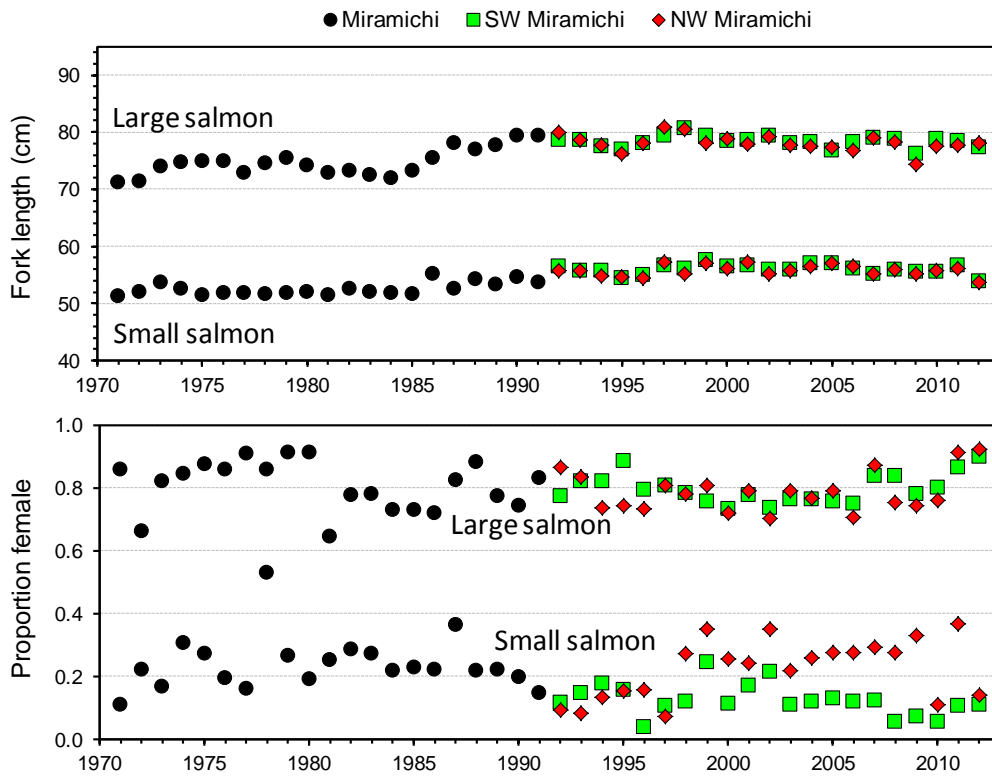 Miramichi SW Miramichi NW Miramichi
Fork length (cm)
90
80
70
60
50
40
Large salmon
Small salmon
1970 1975 1980 1985 1990 1995 2000 2005 2010
Proportion female
1.0
0.8
0.6
0.4
0.2
0.0
Large salmon
Small salmon
1970 1975 1980 1985 1990 1995 2000 2005 2010